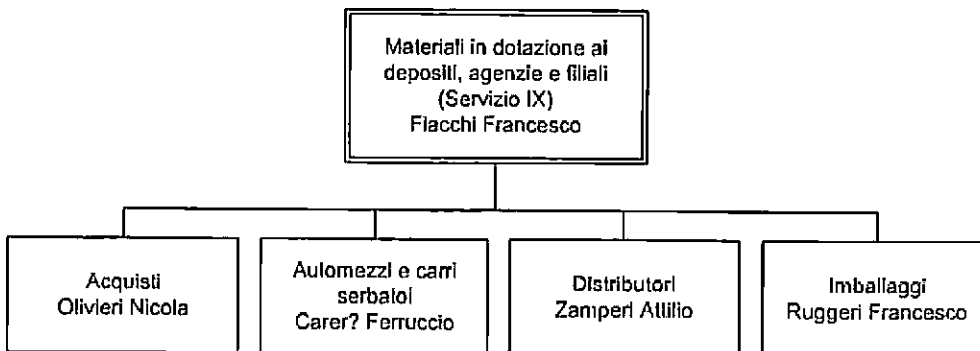 Materiali in dotazione ai
depositi, agenzie e filiali
(Servizio IX)
Fiacchi Francesco
Acquisti
Olivieri Nicola
Automezzi e carri
serbatoi
Carer? Ferruccio
Distributori
Zamperi Attilio
Imballaggi
Ruggeri Francesco